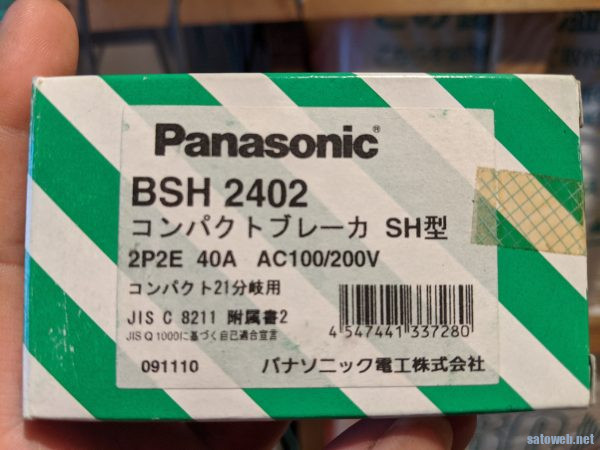 Panasonic®
BSH 2402
コンパクトブレーカ SH型
2P2E 40A AC100/200V
コンパクト21分岐用
JIS C 8211 附属書2
JIS Q 1000に基づく自己適合宣言
4 547441 337280
091110
パナソニック電工株式会社
satoweb.net